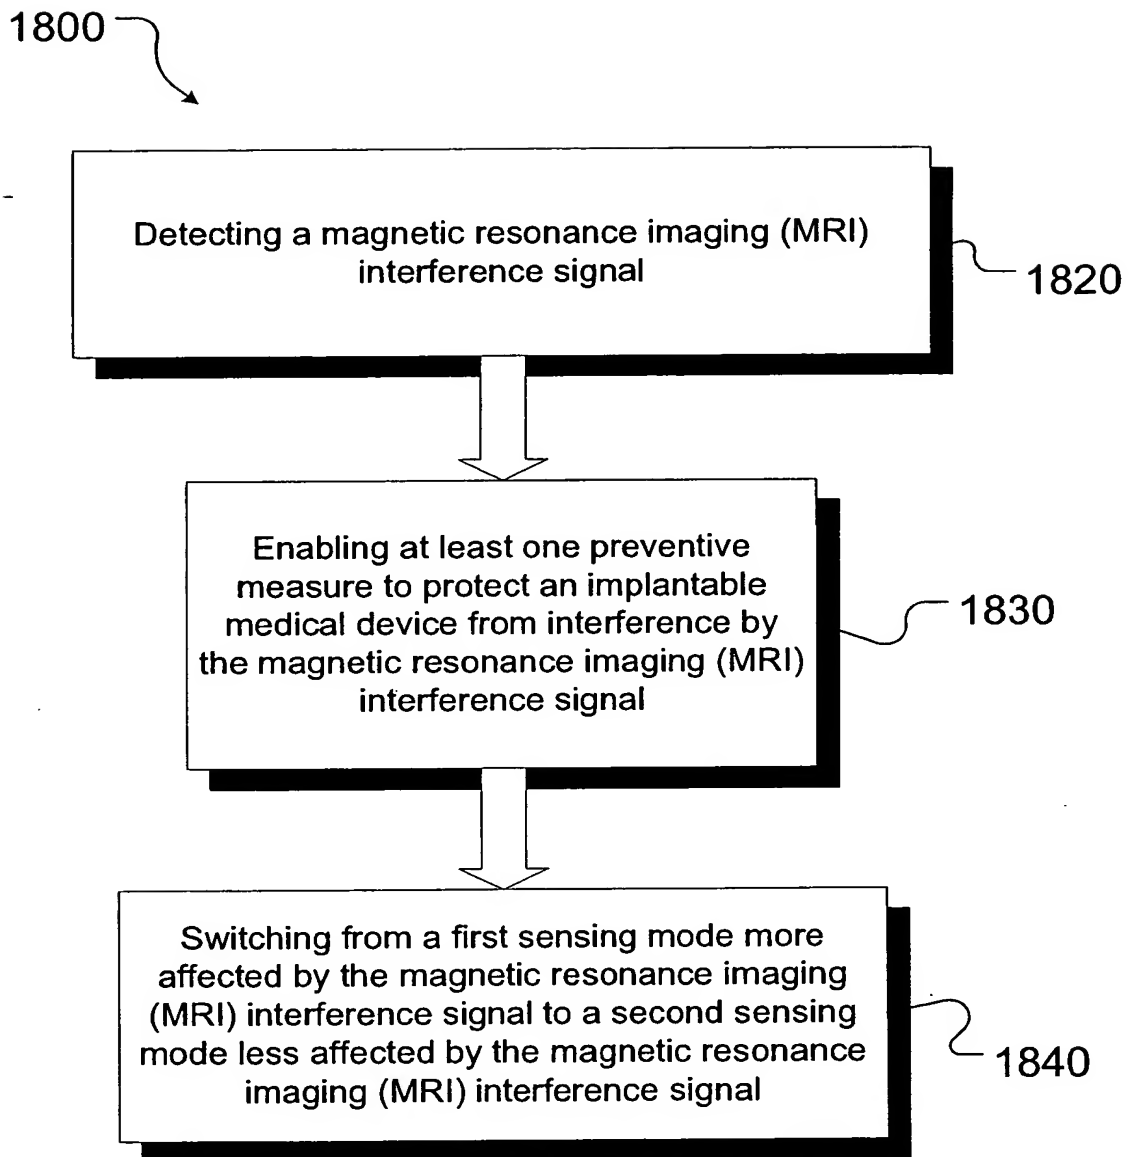 1800
Detecting a magnetic resonance imaging (MRI)
interference signal
1820
Enabling at least one preventive
measure to protect an implantable
medical device from interference by
the magnetic resonance imaging (MRI)
interference signal
1830
Switching from a first sensing mode more
affected by the magnetic resonance imaging
(MRI) interference signal to a second sensing
mode less affected by the magnetic resonance
imaging (MRI) interference signal
1840